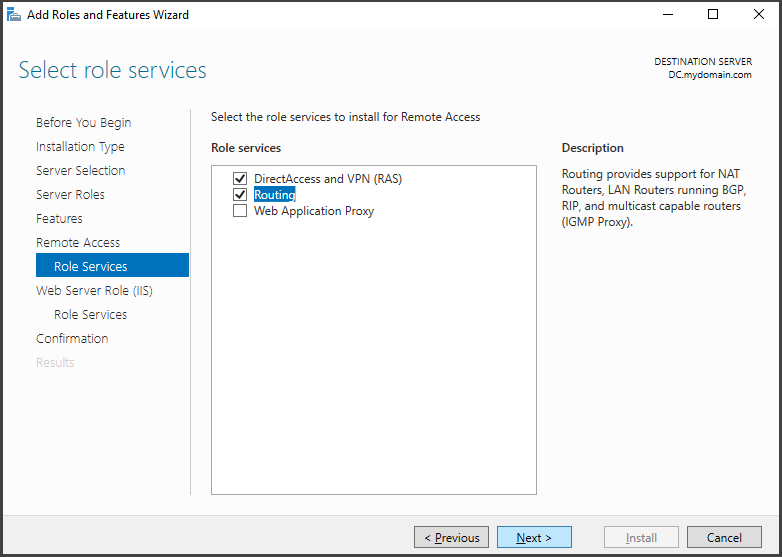 Add Roles and Features Wizard
Select role services
DESTINATION SERVER
DC.mydomain.com
Before You Begin
Installation Type
Server Selection
Server Roles
Features
Remote Access
Role Services
Web Server Role (IIS)
Role Services
Confirmation
Results
Select the role services to install for Remote Access
Role services
DirectAccess and VPN (RAS)
Routing
Web Application Proxy
Description
Routing provides support for NAT
Routers, LAN Routers running BGP,
RIP, and multicast capable routers
(IGMP Proxy).
< Previous
Next >
Install
Cancel